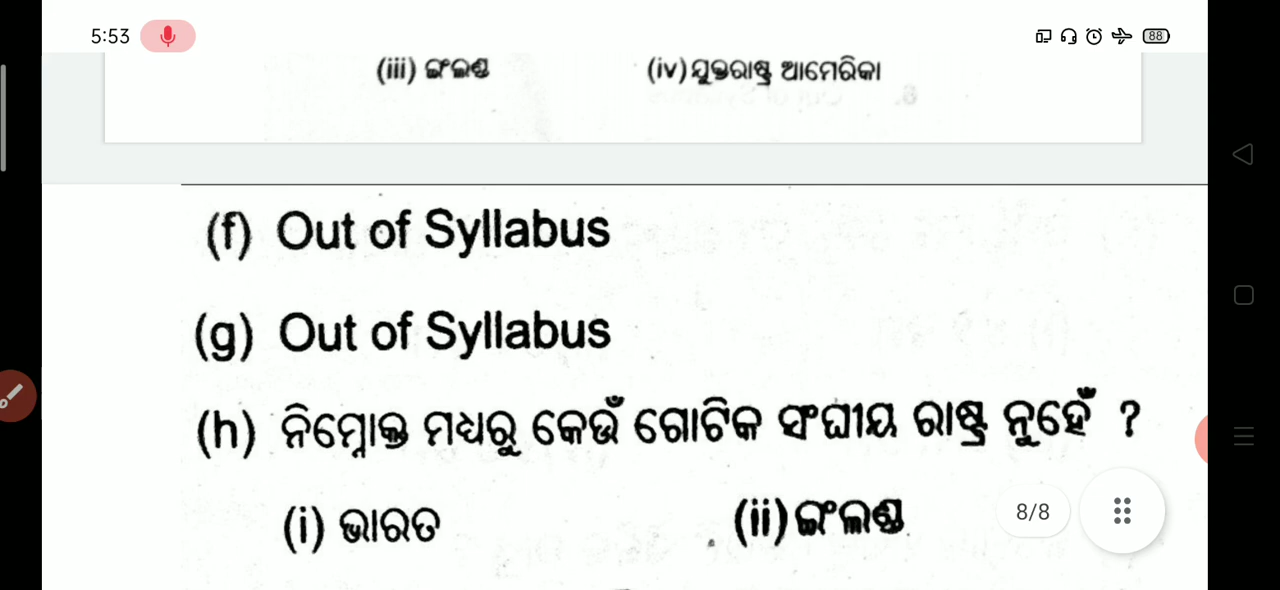 5:53
88
(iii) ଇଂଲଣ୍ଡ (iv) ଯୁକ୍ତରାଷ୍ଟ୍ର ଆମେରିକା
(f) Out of Syllabus
(g) Out of Syllabus
(h) ନିମ୍ନୋକ୍ତ ମଧ୍ୟରୁ କେଉଁ ଗୋଟିକ ସଂଘୀୟ ରାଷ୍ଟ୍ର ନୁହେଁ ?
(i) ଭାରତ (ii) ଇଂଲଣ୍ଡ
8/8